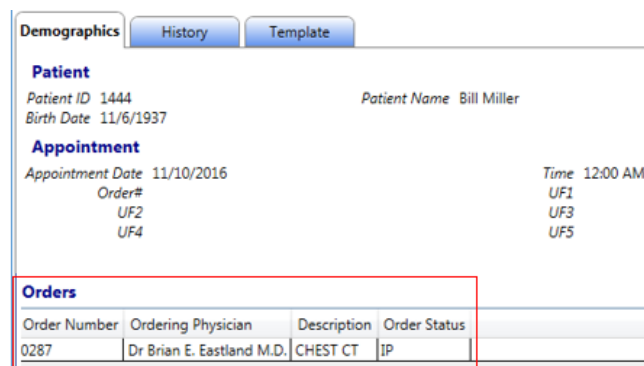 Demographics History Template
Patient
Patient ID 1444 Patient Name Bill Miller
Birth Date 11/6/1937
Appointment
Appointment Date 11/10/2016 Time 12:00 AM
Order# UF1
UF2 UF3
UF4 UF5
Orders
Order Number Ordering Physician Description Order Status
0287 Dr Brian E. Eastland M.D. CHEST CT IP